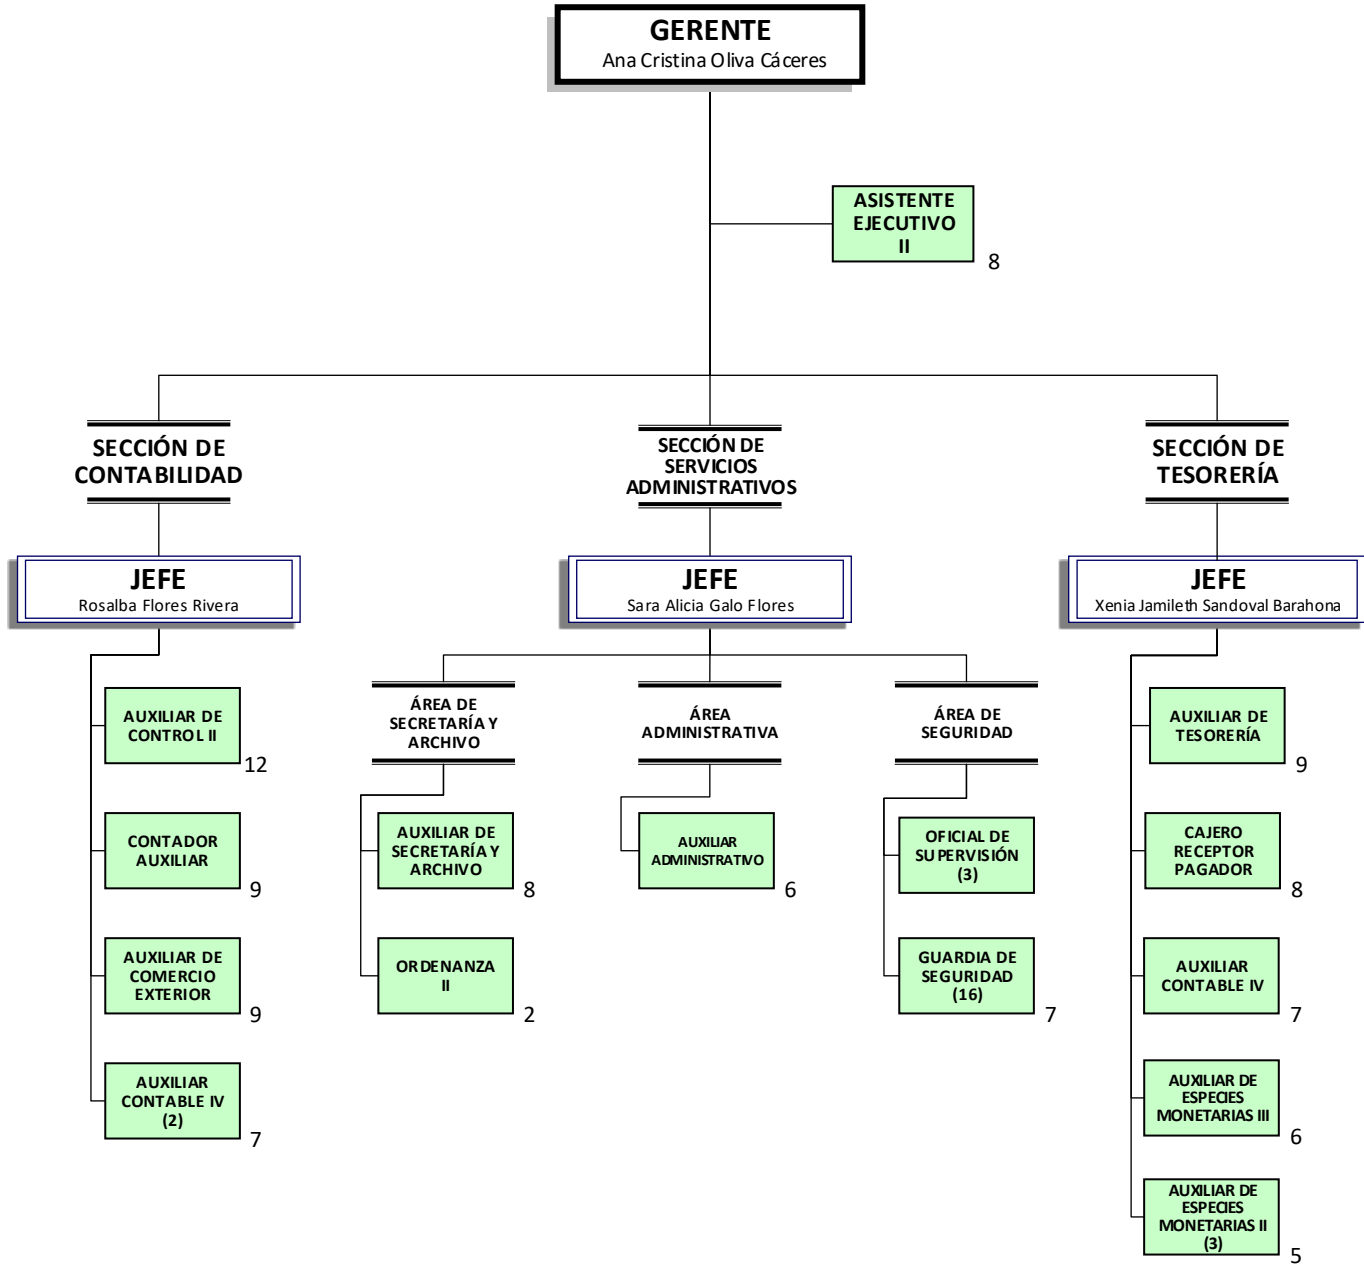 GERENTE
Ana Cristina Oliva Cáceres
ASISTENTE
EJECUTIVO
II
8
SECCIÓN DE
CONTABILIDAD
SECCIÓN DE
SERVICIOS
ADMINISTRATIVOS
SECCIÓN DE
TESORERÍA
JEFE
Rosalba Flores Rivera
JEFE
Sara Alicia Galo Flores
JEFE
Xenia Jamileth Sandoval Barahona
AUXILIAR DE
CONTROL II
12
CONTADOR
AUXILIAR
9
AUXILIAR DE
COMERCIO
EXTERIOR
9
AUXILIAR
CONTABLE IV
(2)
7
ÁREA DE
SECRETARÍA Y
ARCHIVO
AUXILIAR DE
SECRETARÍA Y
ARCHIVO
8
ORDENANZA
II
2
ÁREA
ADMINISTRATIVA
AUXILIAR
ADMINISTRATIVO
6
ÁREA DE
SEGURIDAD
OFICIAL DE
SUPERVISIÓN
(3)
GUARDIA DE
SEGURIDAD
(16)
7
AUXILIAR DE
TESORERÍA
9
CAJERO
RECEPTOR
PAGADOR
8
AUXILIAR
CONTABLE IV
7
AUXILIAR DE
ESPECIES
MONETARIAS III
6
AUXILIAR DE
ESPECIES
MONETARIAS II
(3)
5